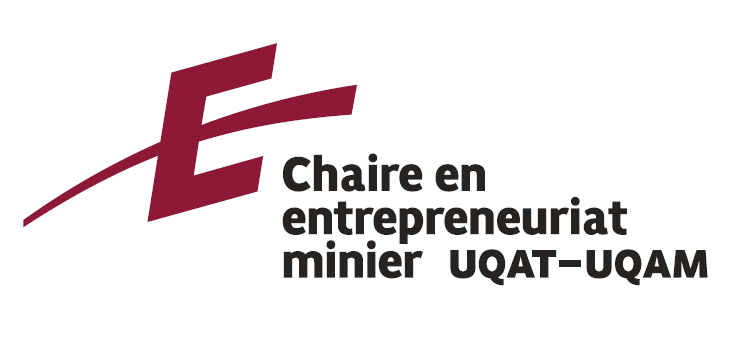 E
Chaire en
entrepreneuriat
minier UQAT–UQAM